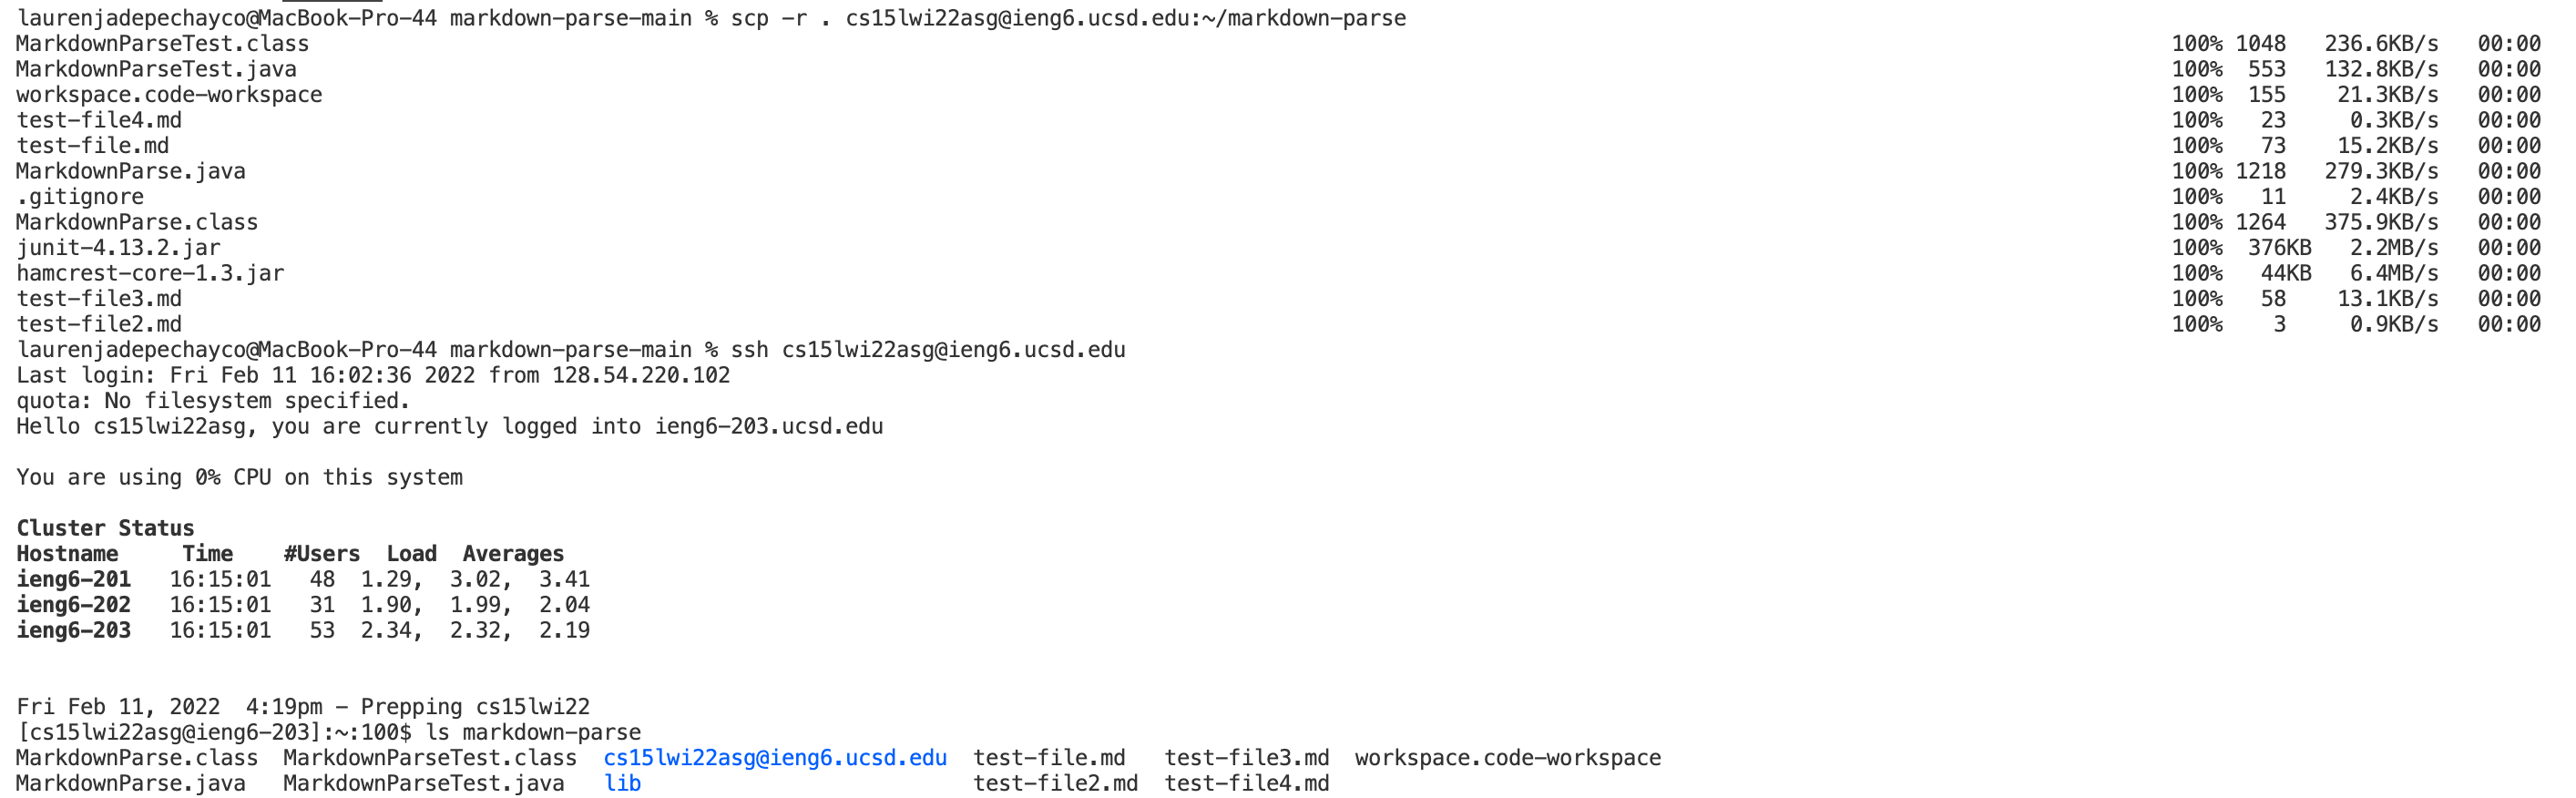 laurenjadepechayco@MacBook-Pro-44 markdown-parse-main % scp -r . cs15lwi22asg@ieng6.ucsd.edu:~/markdown-parse
MarkdownParseTest.class 100% 1048 236.6KB/s 00:00
MarkdownParseTest.java 100% 553 132.8KB/s 00:00
workspace.code-workspace 100% 155 21.3KB/s 00:00
test-file4.md 100% 23 0.3KB/s 00:00
test-file.md 100% 73 15.2KB/s 00:00
MarkdownParse.java 100% 1218 279.3KB/s 00:00
.gitignore 100% 11 2.4KB/s 00:00
MarkdownParse.class 100% 1264 375.9KB/s 00:00
junit-4.13.2.jar 100% 376KB 2.2MB/s 00:00
hamcrest-core-1.3.jar 100% 44KB 6.4MB/s 00:00
test-file3.md 100% 58 13.1KB/s 00:00
test-file2.md 100% 3 0.9KB/s 00:00
laurenjadepechayco@MacBook-Pro-44 markdown-parse-main % ssh cs15lwi22asg@ieng6.ucsd.edu
Last login: Fri Feb 11 16:02:36 2022 from 128.54.220.102
quota: No filesystem specified.
Hello cs15lwi22asg, you are currently logged into ieng6-203.ucsd.edu
You are using 0% CPU on this system
Cluster Status
Hostname Time #Users Load Averages
ieng6-201 16:15:01 48 1.29, 3.02, 3.41
ieng6-202 16:15:01 31 1.90, 1.99, 2.04
ieng6-203 16:15:01 53 2.34, 2.32, 2.19
Fri Feb 11, 2022 4:19pm - Prepping cs15lwi22
[cs15lwi22asg@ieng6-203]:~:100$ ls markdown-parse
MarkdownParse.class MarkdownParseTest.class cs15lwi22asg@ieng6.ucsd.edu test-file.md test-file3.md workspace.code-workspace
MarkdownParse.java MarkdownParseTest.java lib test-file2.md test-file4.md